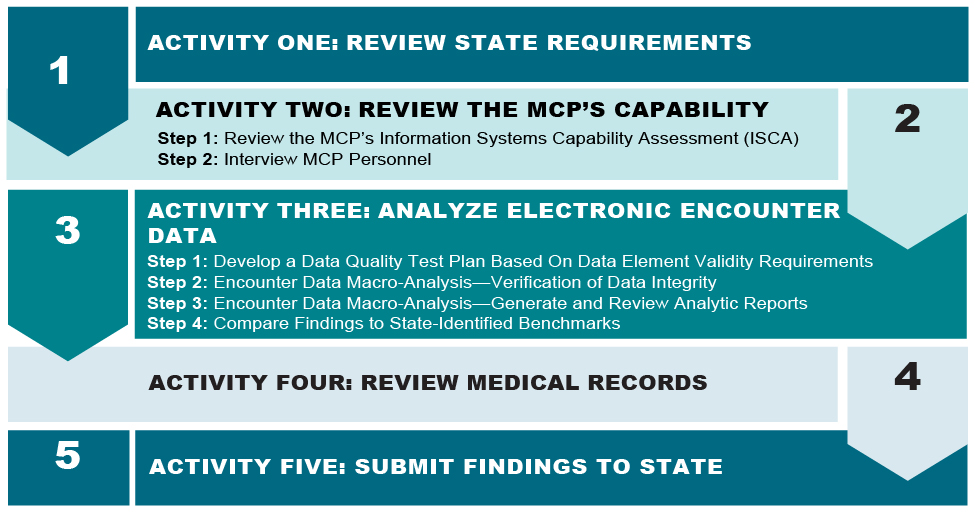 1
ACTIVITY ONE: REVIEW STATE REQUIREMENTS
ACTIVITY TWO: REVIEW THE MCP'S CAPABILITY
Step 1: Review the MCP's Information Systems Capability Assessment (ISCA)
Step 2: Interview MCP Personnel
2
3
ACTIVITY THREE: ANALYZE ELECTRONIC ENCOUNTER
DATA
Step 1: Develop a Data Quality Test Plan Based On Data Element Validity Requirements
Step 2: Encounter Data Macro-Analysis—Verification of Data Integrity
Step 3: Encounter Data Macro-Analysis—Generate and Review Analytic Reports
Step 4: Compare Findings to State-Identified Benchmarks
ACTIVITY FOUR: REVIEW MEDICAL RECORDS
4
5
ACTIVITY FIVE: SUBMIT FINDINGS TO STATE